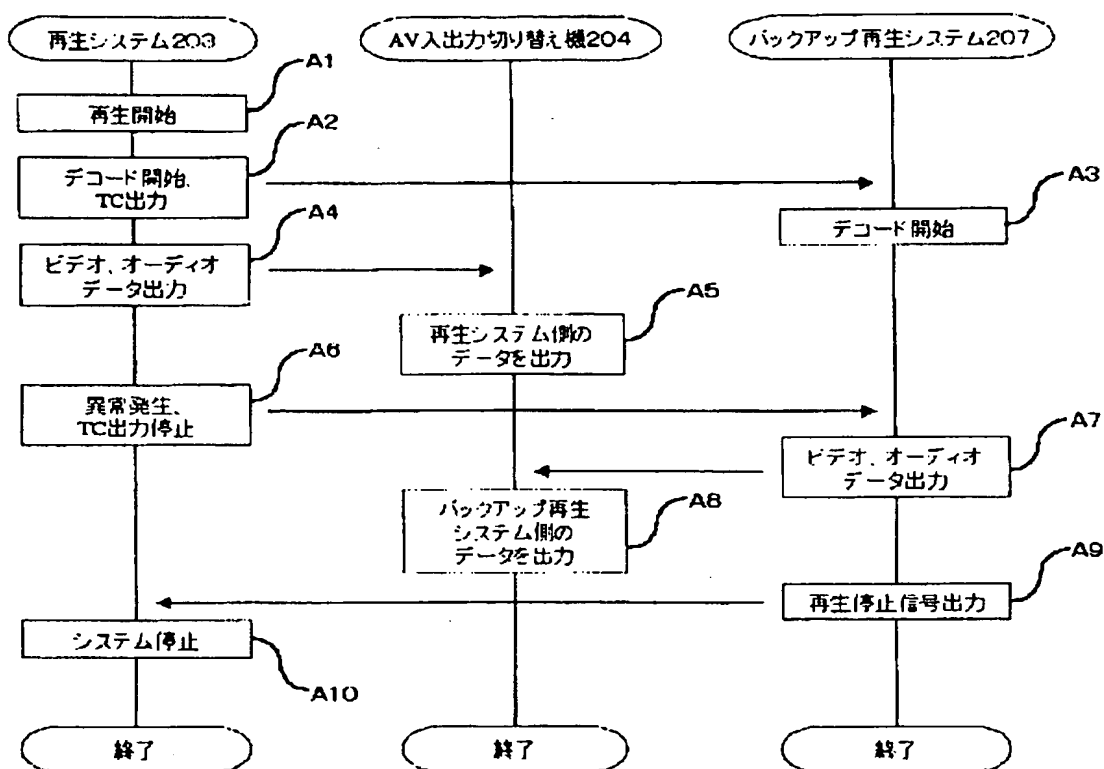 再生システム203
AV入出力切り替え機204
バックアップ再生システム207
A1
再生開始
A2
デコード開始、
TC出力
A3
デコード開始
A4
ビデオ、オーディオ
データ出力
A5
再生システム側の
データを出力
A6
異常発生、
TC出力停止
A7
ビデオ、オーディオ
データ出力
A8
バックアップ再生
システム側の
データを出力
A9
再生停止信号出力
システム停止
A10
終了
終了
終了